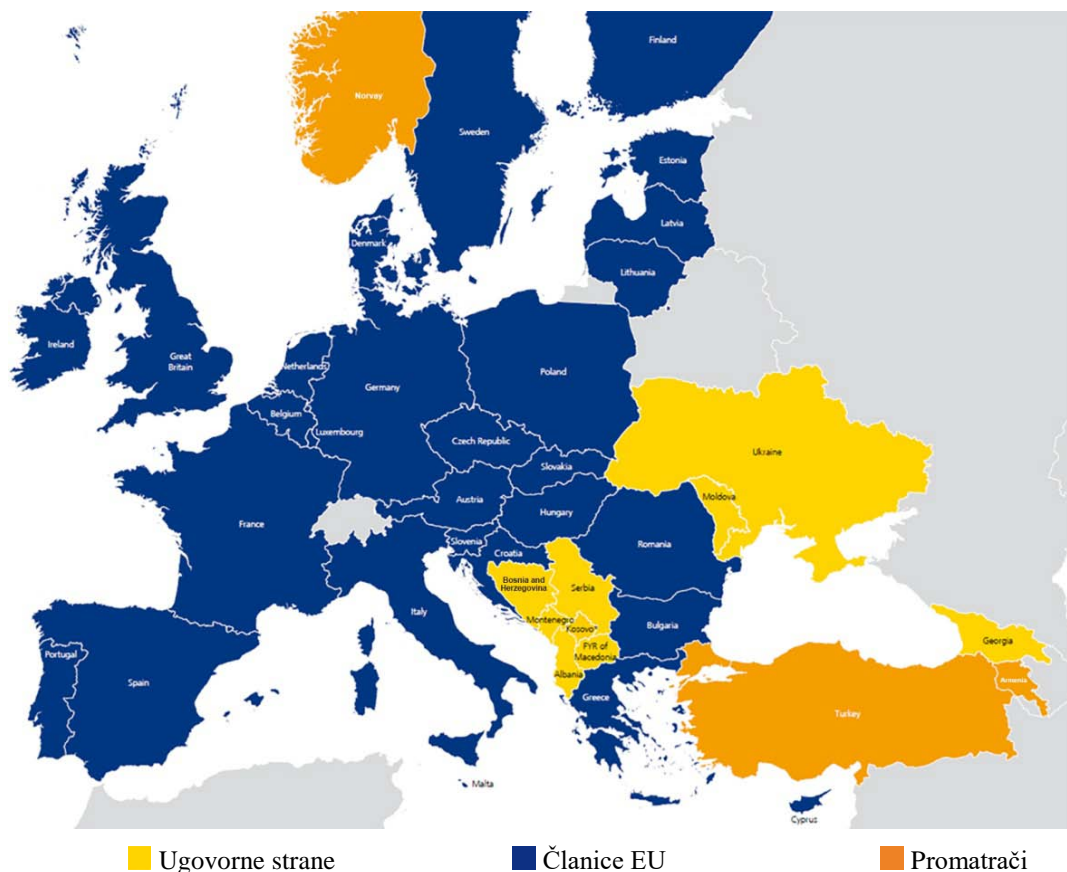 Finland
Norvay
Sweden
Estonia
Latvia
Denmark
Lithuania
Ireland
Great
Britain
Netherlands
Poland
Germany
Belgium
Luxembourg
Czech Republic
Ukraine
Slovakia
Moldova
Austria
Hungary
France
Slovenia
Romania
Croatia
Bosnia and
Herzegovina
Serbia
Italy
Montenegro
Kosovo*
Bulgaria
Georgia
FYR of
Macedonia
Portugal
Albania
Armenia
Spain
Greece
Turkey
Malta
Cyprus
Ugovorne strane
Članice EU
Promatrači